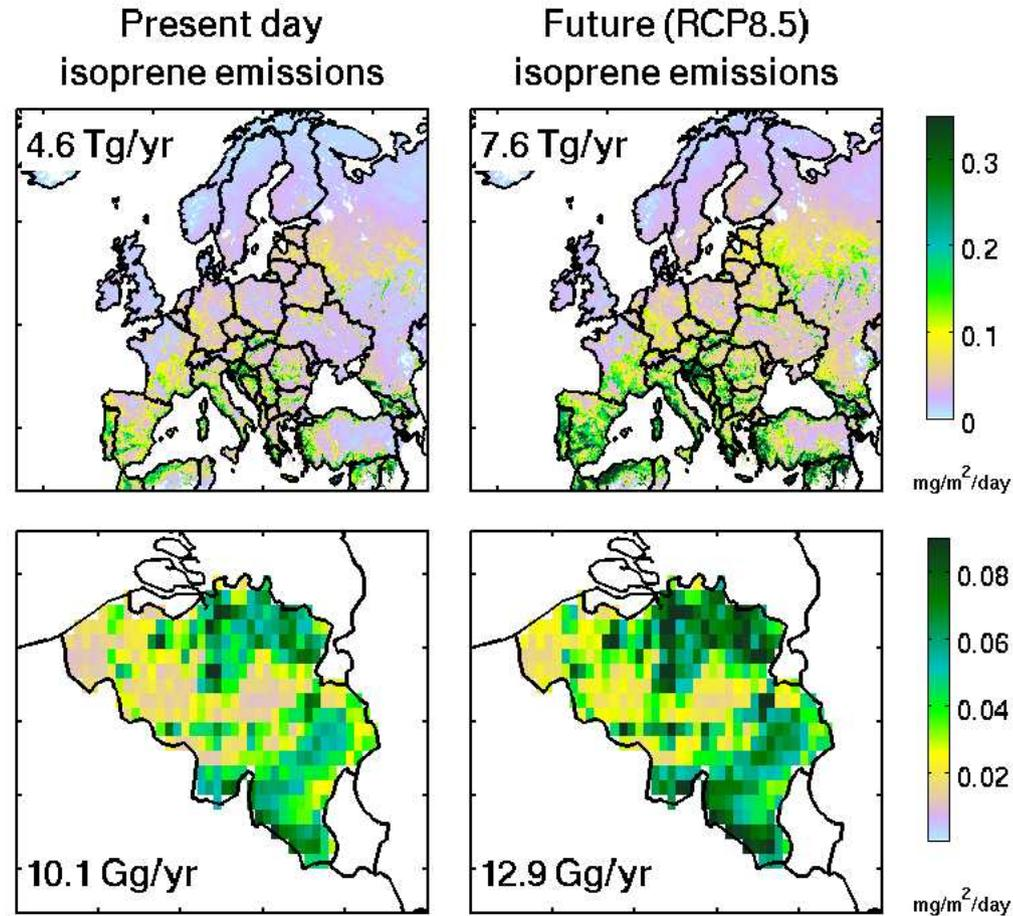 Present day
isoprene emissions
Future (RCP8.5)
isoprene emissions
4.6 Tg/yr
7.6 Tg/yr
0.3
0.2
0.1
0
mg/m²/day
10.1 Gg/yr
12.9 Gg/yr
0.08
0.06
0.04
0.02
mg/m²/day